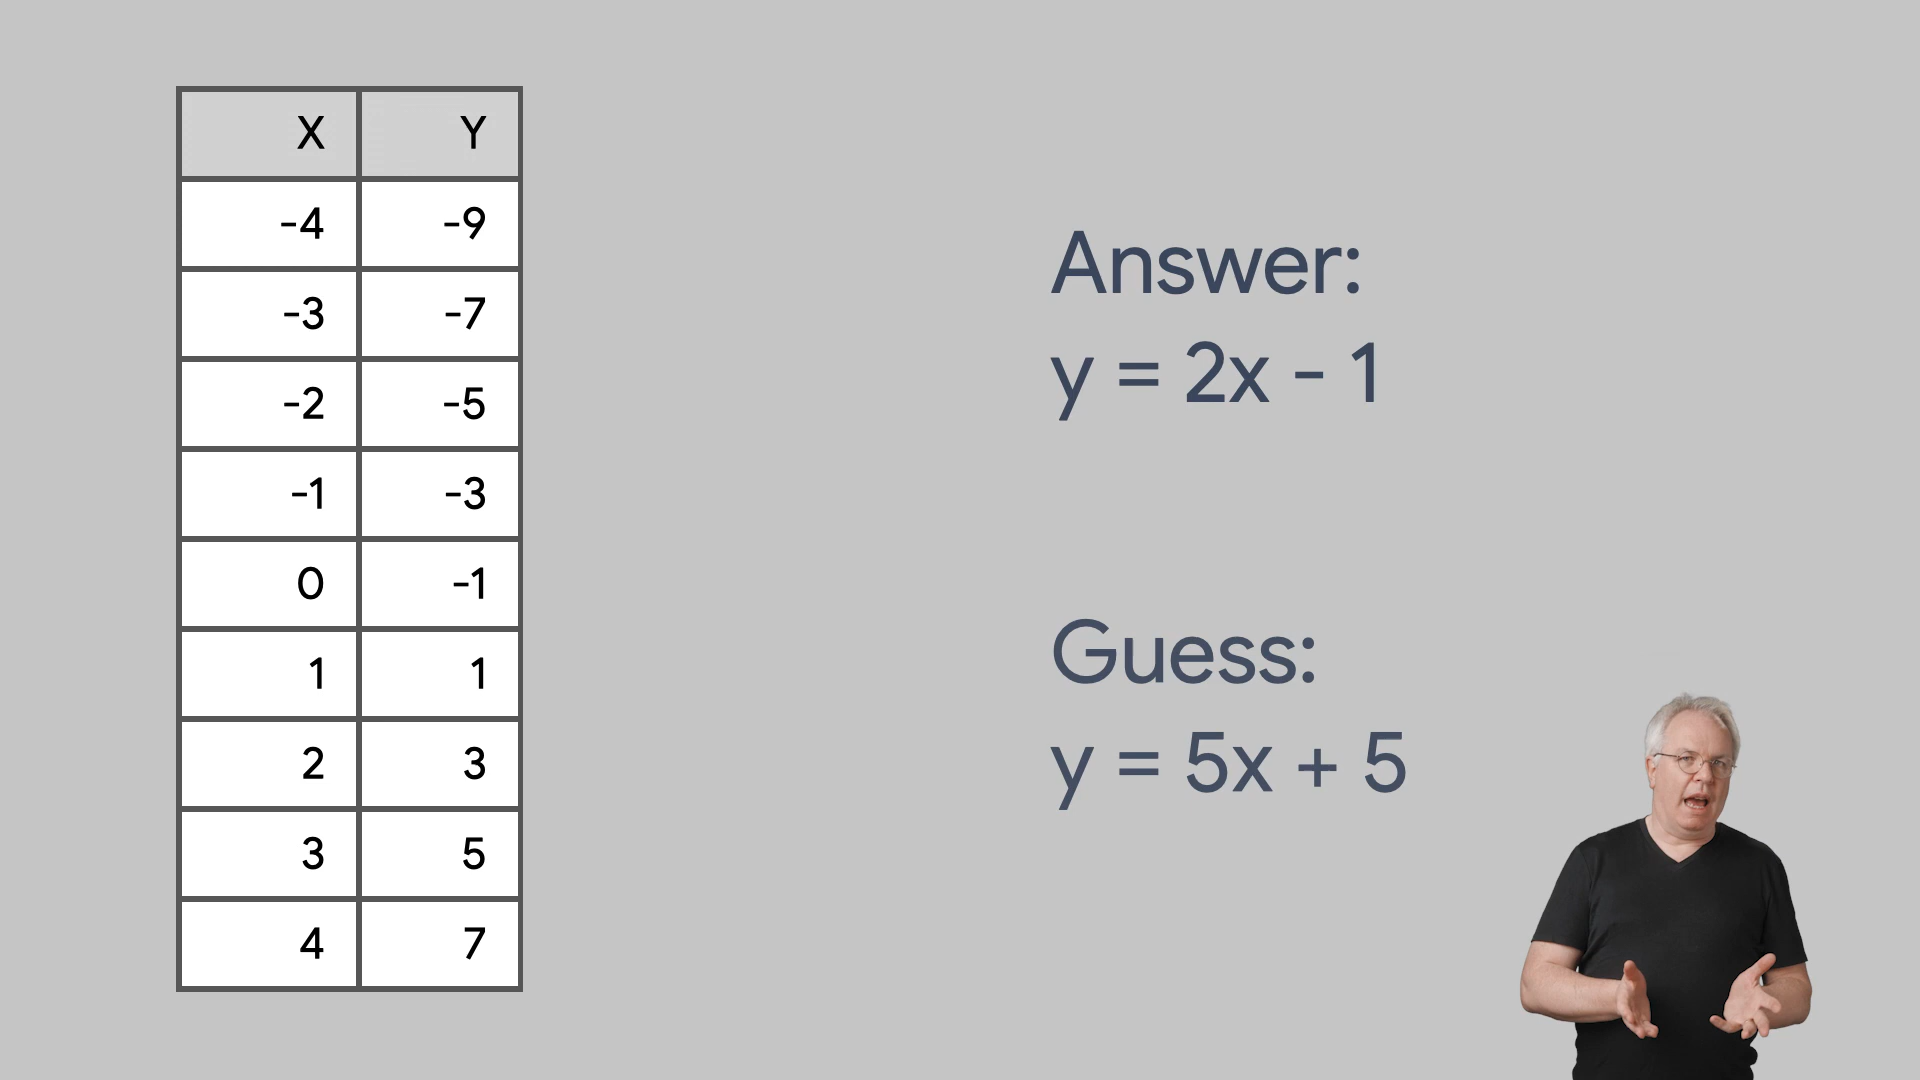 X Y
-4 -9
-3 -7
-2 -5
-1 -3
0 -1
1 1
2 3
3 5
4 7
Answer:
y = 2x - 1
Guess:
y = 5x + 5